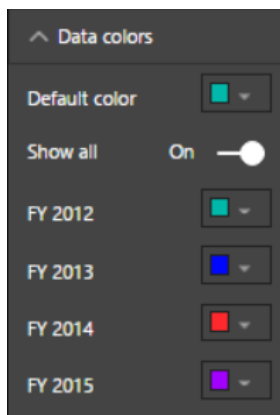 Data colors
Default color
Show all On
FY 2012
FY 2013
FY 2014
FY 2015